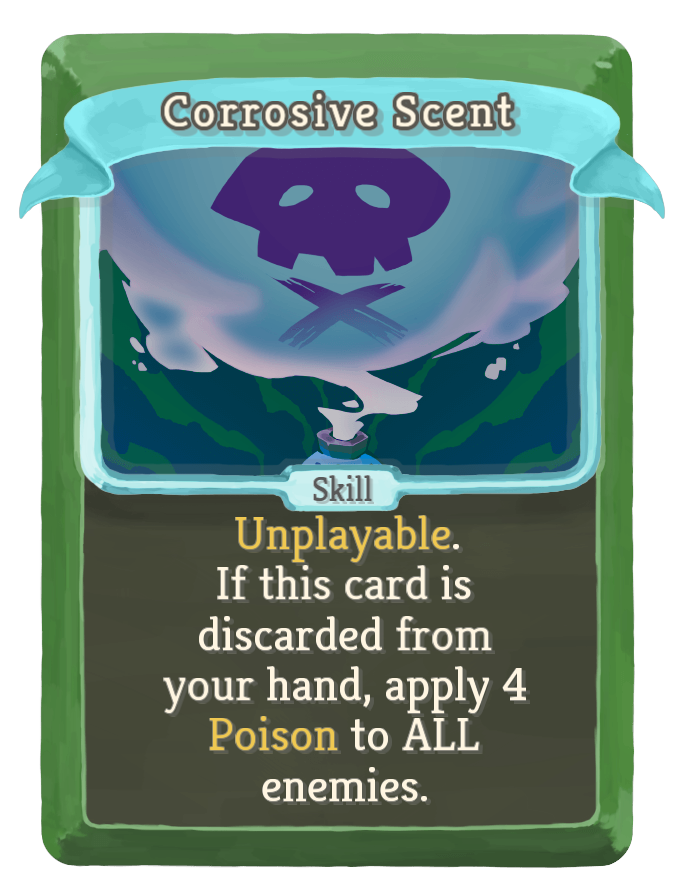 Corrosive Scent
Skill
Unplayable.
If this card is
discarded from
your hand, apply 4
Poison to ALL
enemies.